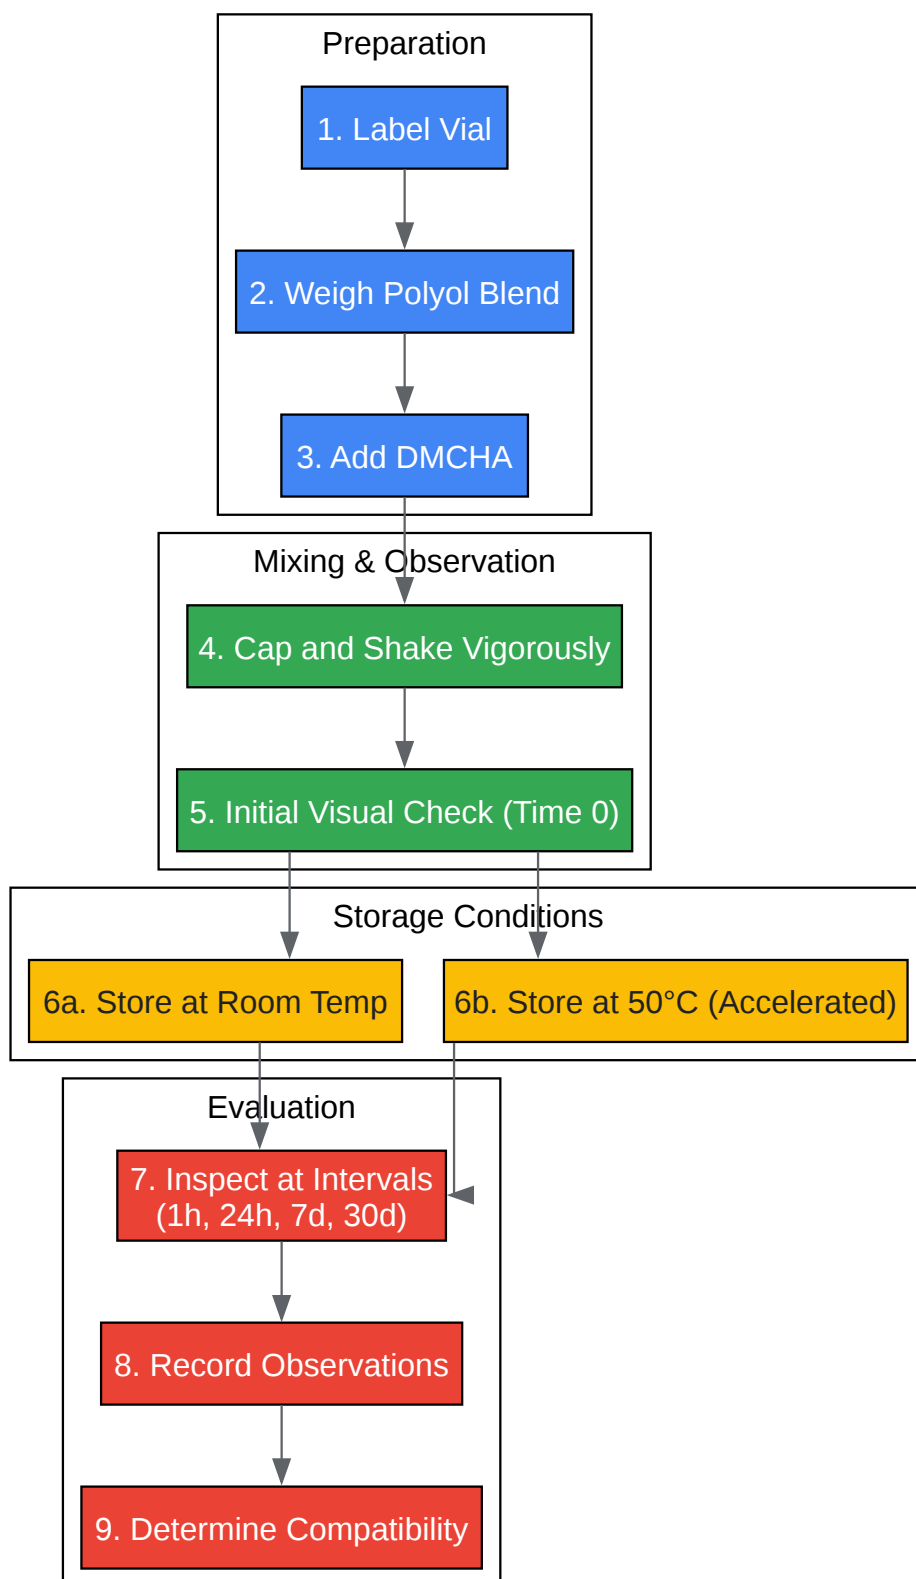 Preparation
1. Label Vial
2. Weigh Polyol Blend
3. Add DMCHA
Mixing & Observation
4. Cap and Shake Vigorously
5. Initial Visual Check (Time 0)
Storage Conditions
6a. Store at Room Temp
6b. Store at 50°C (Accelerated)
Evaluation
7. Inspect at Intervals
(1h, 24h, 7d, 30d)
8. Record Observations
9. Determine Compatibility